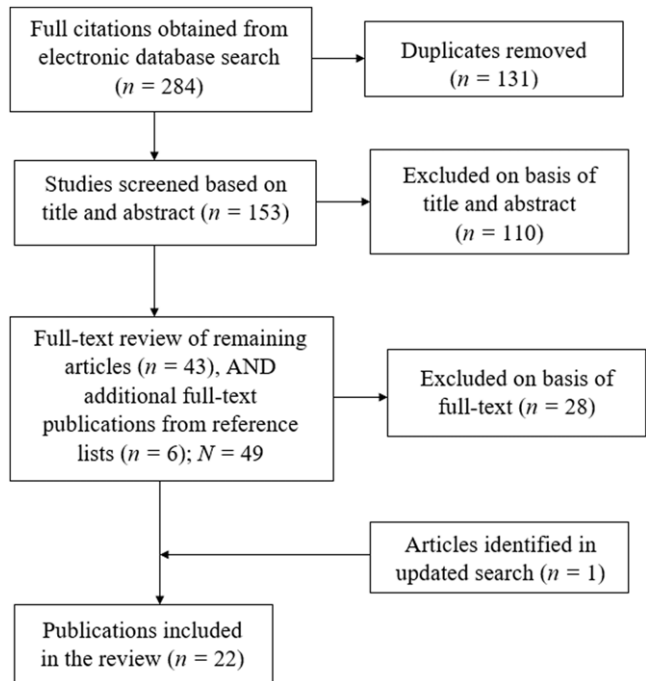 Full citations obtained from
electronic database search
(n = 284)
Duplicates removed
(n = 131)
Studies screened based on
title and abstract (n = 153)
Excluded on basis of
title and abstract
(n = 110)
Full-text review of remaining
articles (n = 43), AND
additional full-text
publications from reference
lists (n = 6); N = 49
Excluded on basis of
full-text (n = 28)
Articles identified in
updated search (n = 1)
Publications included
in the review (n = 22)